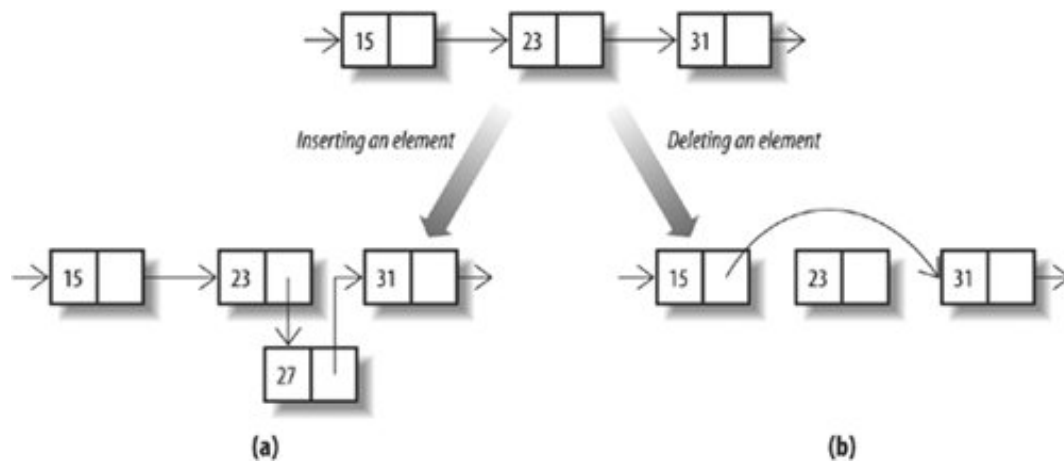 15 23 31
Inserting an element Deleting an element
15 23 31 15 23 31
27
(a) (b)